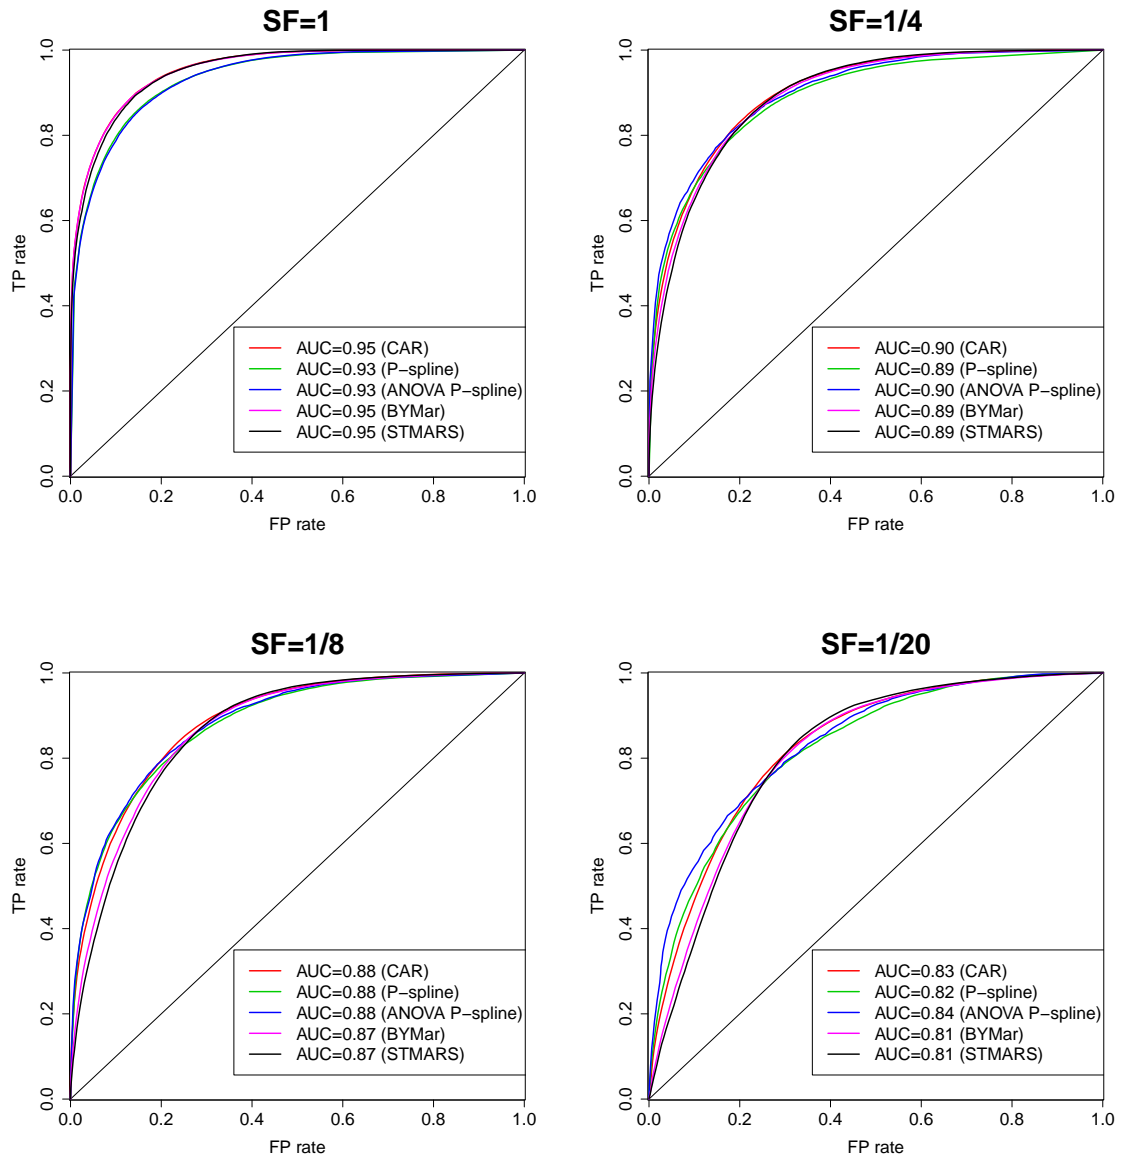 SF=1
1.0
0.8
0.6
0.4
0.2
0.0
TP rate
AUC=0.95 (CAR)
AUC=0.93 (P−spline)
AUC=0.93 (ANOVA P−spline)
AUC=0.95 (BYMar)
AUC=0.95 (STMARS)
0.0 0.2 0.4 0.6 0.8 1.0
FP rate
SF=1/4
1.0
0.8
0.6
0.4
0.2
0.0
TP rate
AUC=0.90 (CAR)
AUC=0.89 (P−spline)
AUC=0.90 (ANOVA P−spline)
AUC=0.89 (BYMar)
AUC=0.89 (STMARS)
0.0 0.2 0.4 0.6 0.8 1.0
FP rate
SF=1/8
1.0
0.8
0.6
0.4
0.2
0.0
TP rate
AUC=0.88 (CAR)
AUC=0.88 (P−spline)
AUC=0.88 (ANOVA P−spline)
AUC=0.87 (BYMar)
AUC=0.87 (STMARS)
0.0 0.2 0.4 0.6 0.8 1.0
FP rate
SF=1/20
1.0
0.8
0.6
0.4
0.2
0.0
TP rate
AUC=0.83 (CAR)
AUC=0.82 (P−spline)
AUC=0.84 (ANOVA P−spline)
AUC=0.81 (BYMar)
AUC=0.81 (STMARS)
0.0 0.2 0.4 0.6 0.8 1.0
FP rate